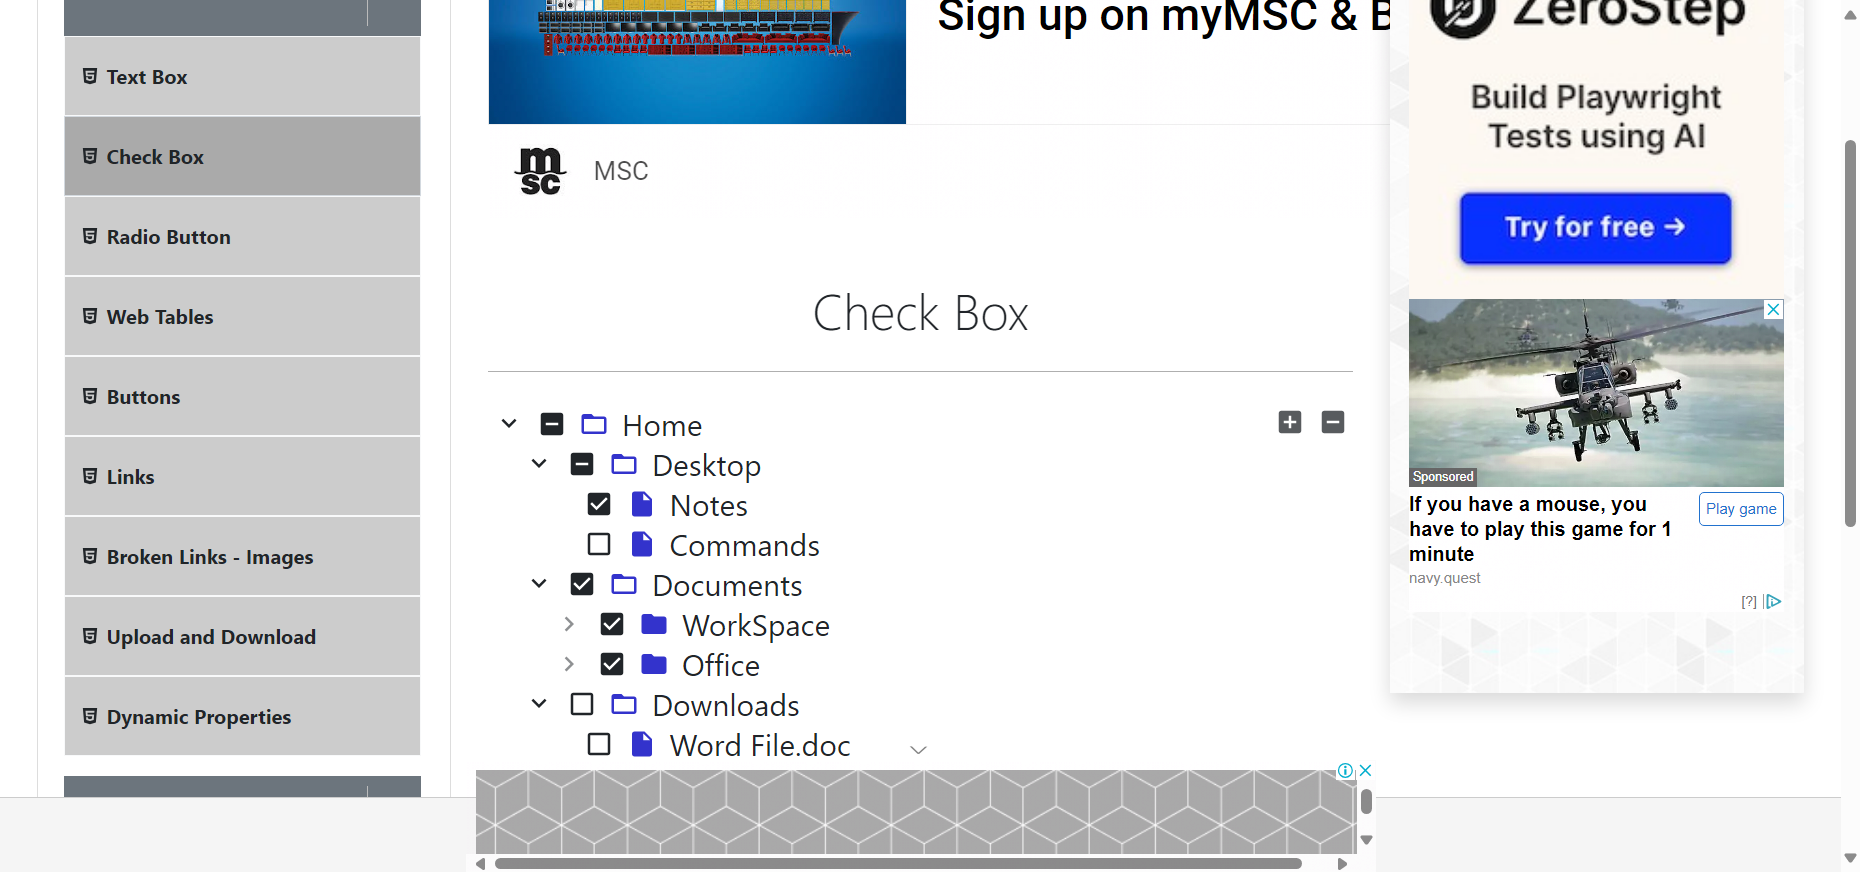 Text Box
Check Box
Radio Button
Web Tables
Buttons
Links
Broken Links - Images
Upload and Download
Dynamic Properties
Sign up on myMSC & B
msc
MSC
Check Box
Home
Desktop
Notes
Commands
Documents
WorkSpace
Office
Downloads
Word File.doc
ZeroStep
Build Playwright
Tests using AI
Try for free →
Sponsored
If you have a mouse, you
have to play this game for 1
minute
Play game
navy.quest
[?]